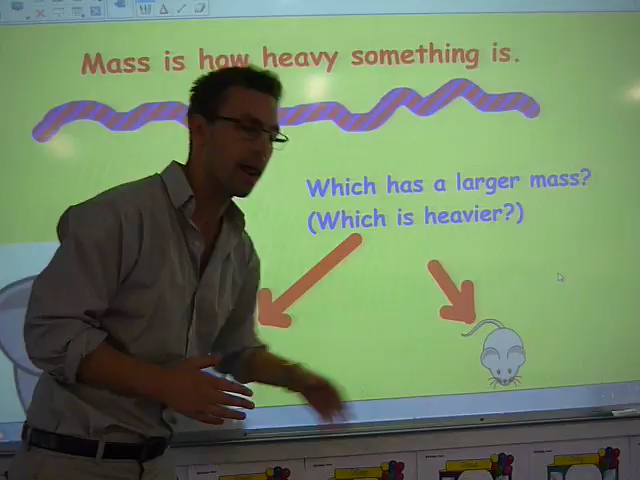 Mass is how heavy something is.
Which has a larger mass?
(Which is heavier?)